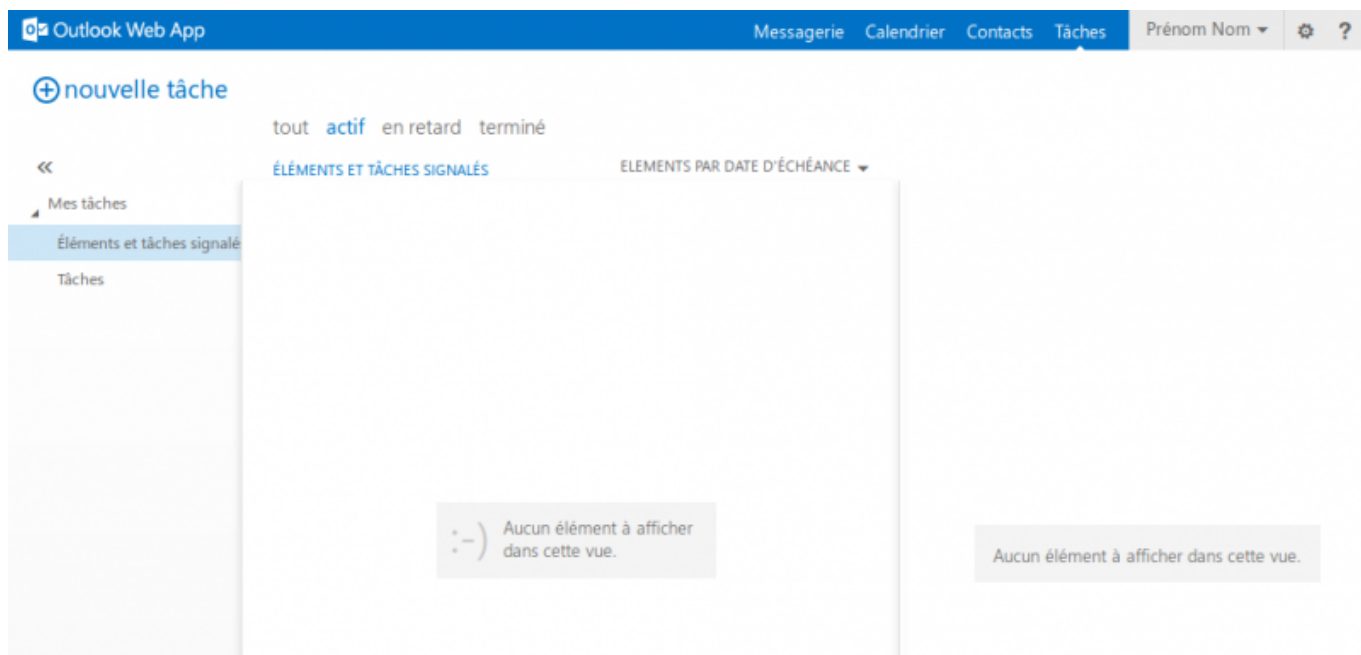 Outlook Web App
Messagerie Calendrier Contacts Tâches Prénom Nom ?
nouvelle tâche
tout actif en retard terminé
«
ÉLÉMENTS ET TÂCHES SIGNALÉS ELEMENTS PAR DATE D'ÉCHÉANCE
Mes tâches
Éléments et tâches signalé
Tâches
:-) Aucun élément à afficher
dans cette vue.
Aucun élément à afficher dans cette vue.